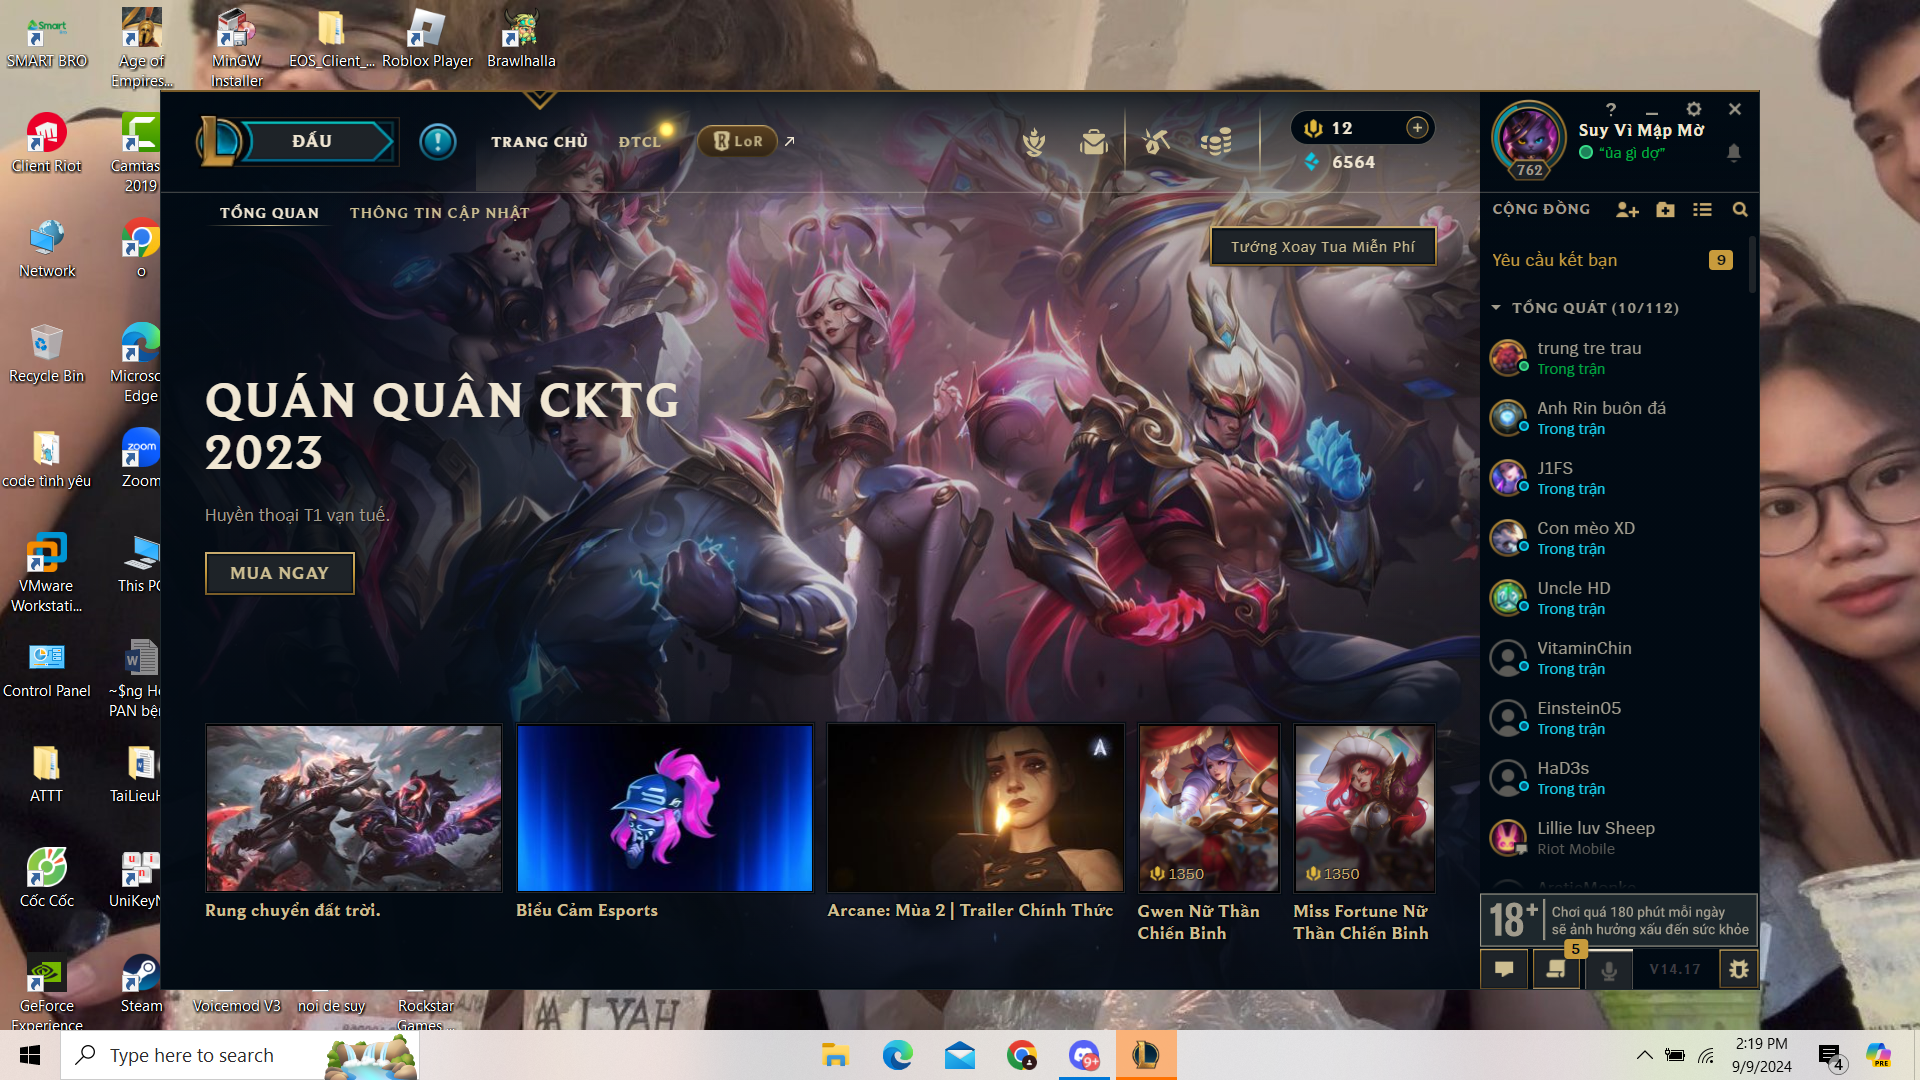 SMART BRO
Age of
Empires...
MinGW
Installer
EOS_Client_...
Roblox Player
Brawlhalla
Client Riot
Camtas
2019
Network
o
Recycle Bin
Microsc
Edge
code tình yêu
zoom
Zoom
VMware
Workstati...
This PC
Control Panel
~$ng H
PAN bệ
ATTT
TaiLieuH
Cốc Cốc
UniKeyN
GeForce
Experience
Steam
Voicemod V3
noi de suy
Rockstar
Games ...
ĐẤU
TRANG CHỦ
ĐTCL
LoR
12
6564
TỔNG QUAN
THÔNG TIN CẬP NHẬT
Tướng Xoay Tua Miễn Phí
QUÁN QUÂN CKTG
2023
Huyền thoại T1 vạn tuế.
MUA NGAY
Rung chuyển đất trời.
Biểu Cảm Esports
Arcane: Mùa 2 | Trailer Chính Thức
1350
Gwen Nữ Thần
Chiến Binh
1350
Miss Fortune Nữ
Thần Chiến Binh
762
Suy Vì Mập Mờ
“ủa gì dợ”
CỘNG ĐỒNG
Yêu cầu kết bạn
9
TỔNG QUÁT (10/112)
trung tre trau
Trong trận
Anh Rin buôn đá
Trong trận
J1FS
Trong trận
Con mèo XD
Trong trận
Uncle HD
Trong trận
VitaminChin
Trong trận
Einstein05
Trong trận
HaD3s
Trong trận
Lillie luv Sheep
Riot Mobile
18+
Chơi quá 180 phút mỗi ngày
sẽ ảnh hưởng xấu đến sức khỏe
5
V14.17
Type here to search
9+
2:19 PM
9/9/2024
4
PRE